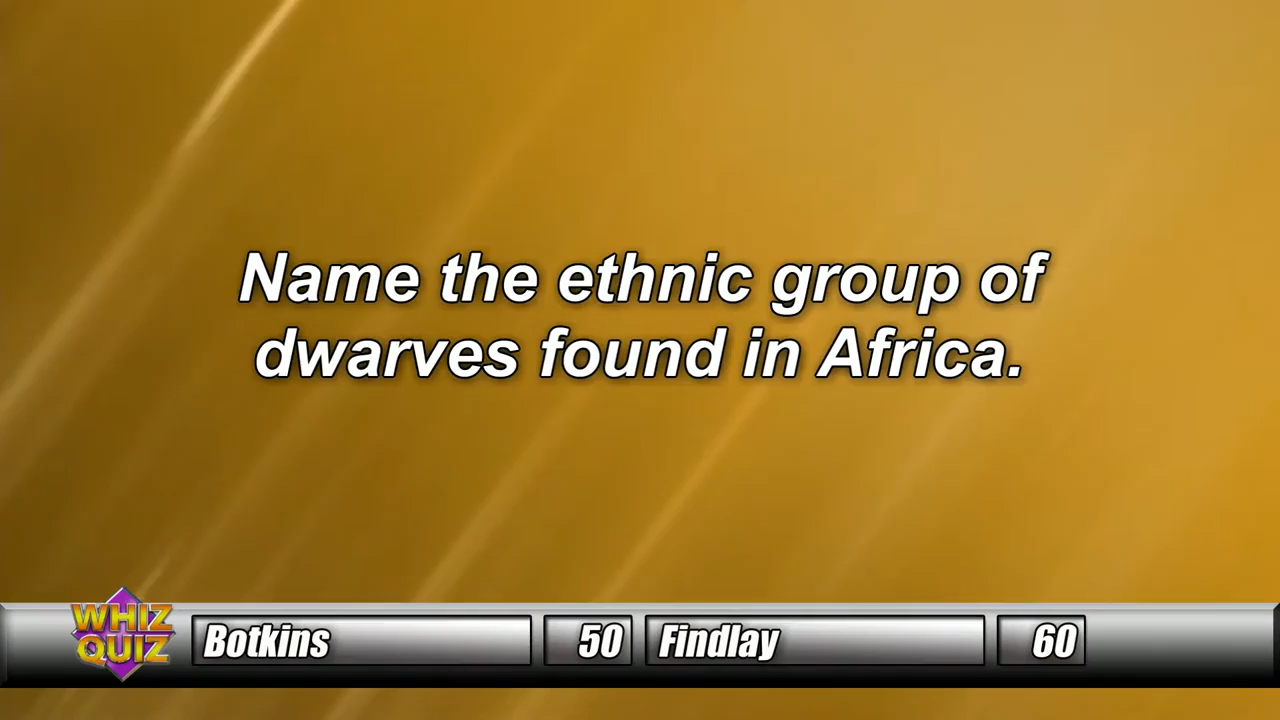 Name the ethnic group of
dwarves found in Africa.
WHIZ
QUIZ
Botkins 50 Findlay 60